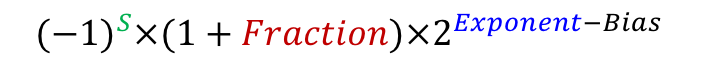 (−1)^S×(1 + Fraction)×2^Exponent−Bias